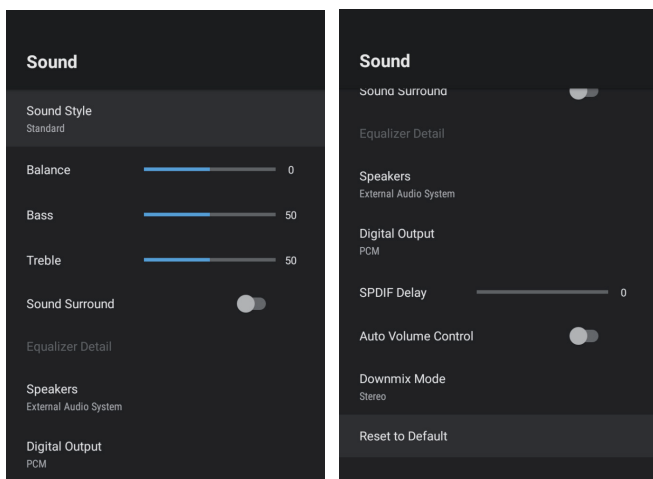 Sound
Sound Style
Standard
Balance 0
Bass 50
Treble 50
Sound Surround
Equalizer Detail
Speakers
External Audio System
Digital Output
PCM
Sound
Sound Surround
Equalizer Detail
Speakers
External Audio System
Digital Output
PCM
SPDIF Delay 0
Auto Volume Control
Downmix Mode
Stereo
Reset to Default